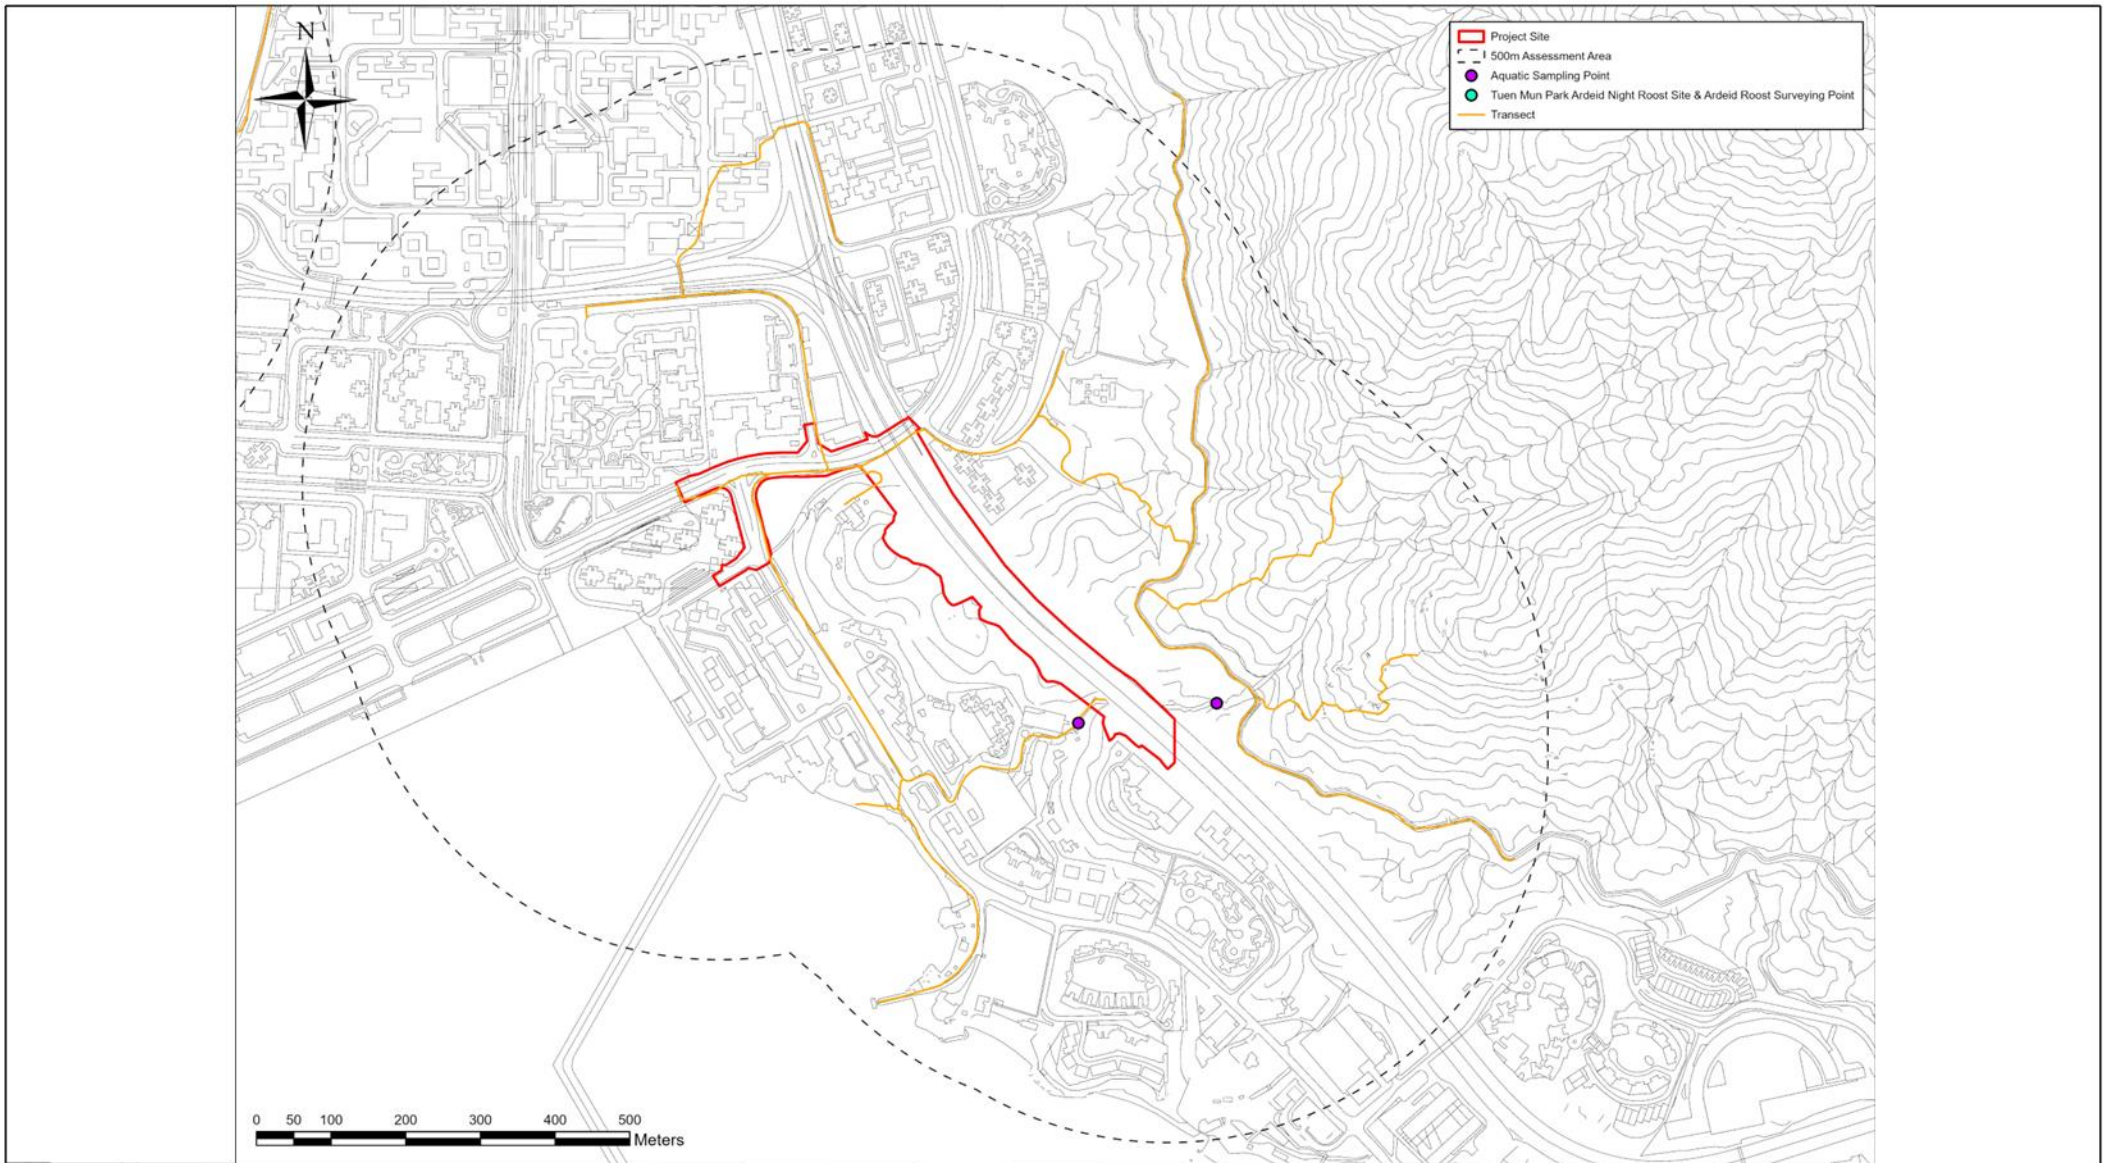 N
Project Site
500m Assessment Area
Aquatic Sampling Point
Tuen Mun Park Ardeid Night Roost Site & Ardeid Roost Surveying Point
Transect
0 50 100 200 300 400 500
Meters